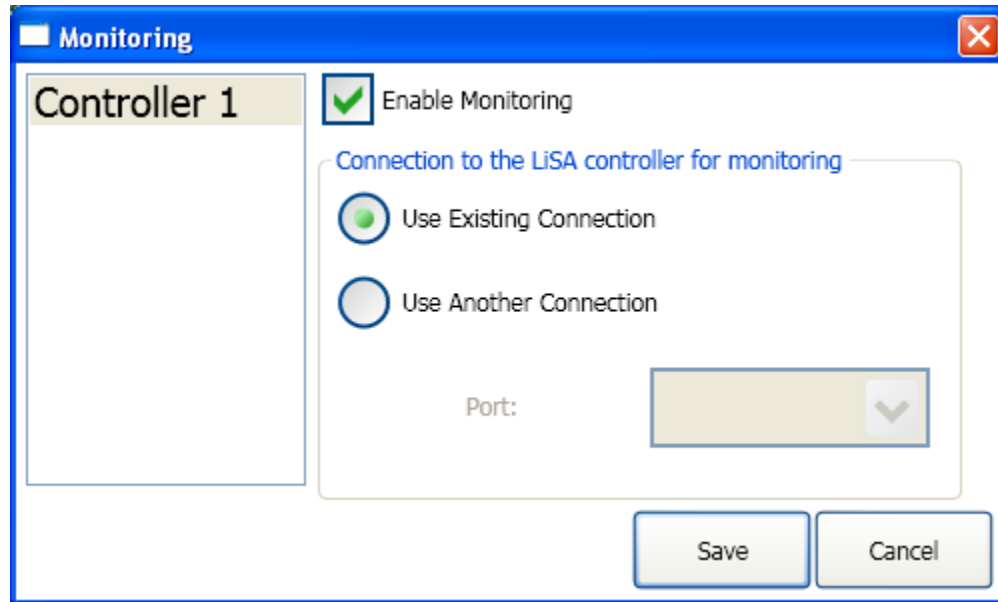 Monitoring
Controller 1
Enable Monitoring
Connection to the LiSA controller for monitoring
Use Existing Connection
Use Another Connection
Port:
Save
Cancel